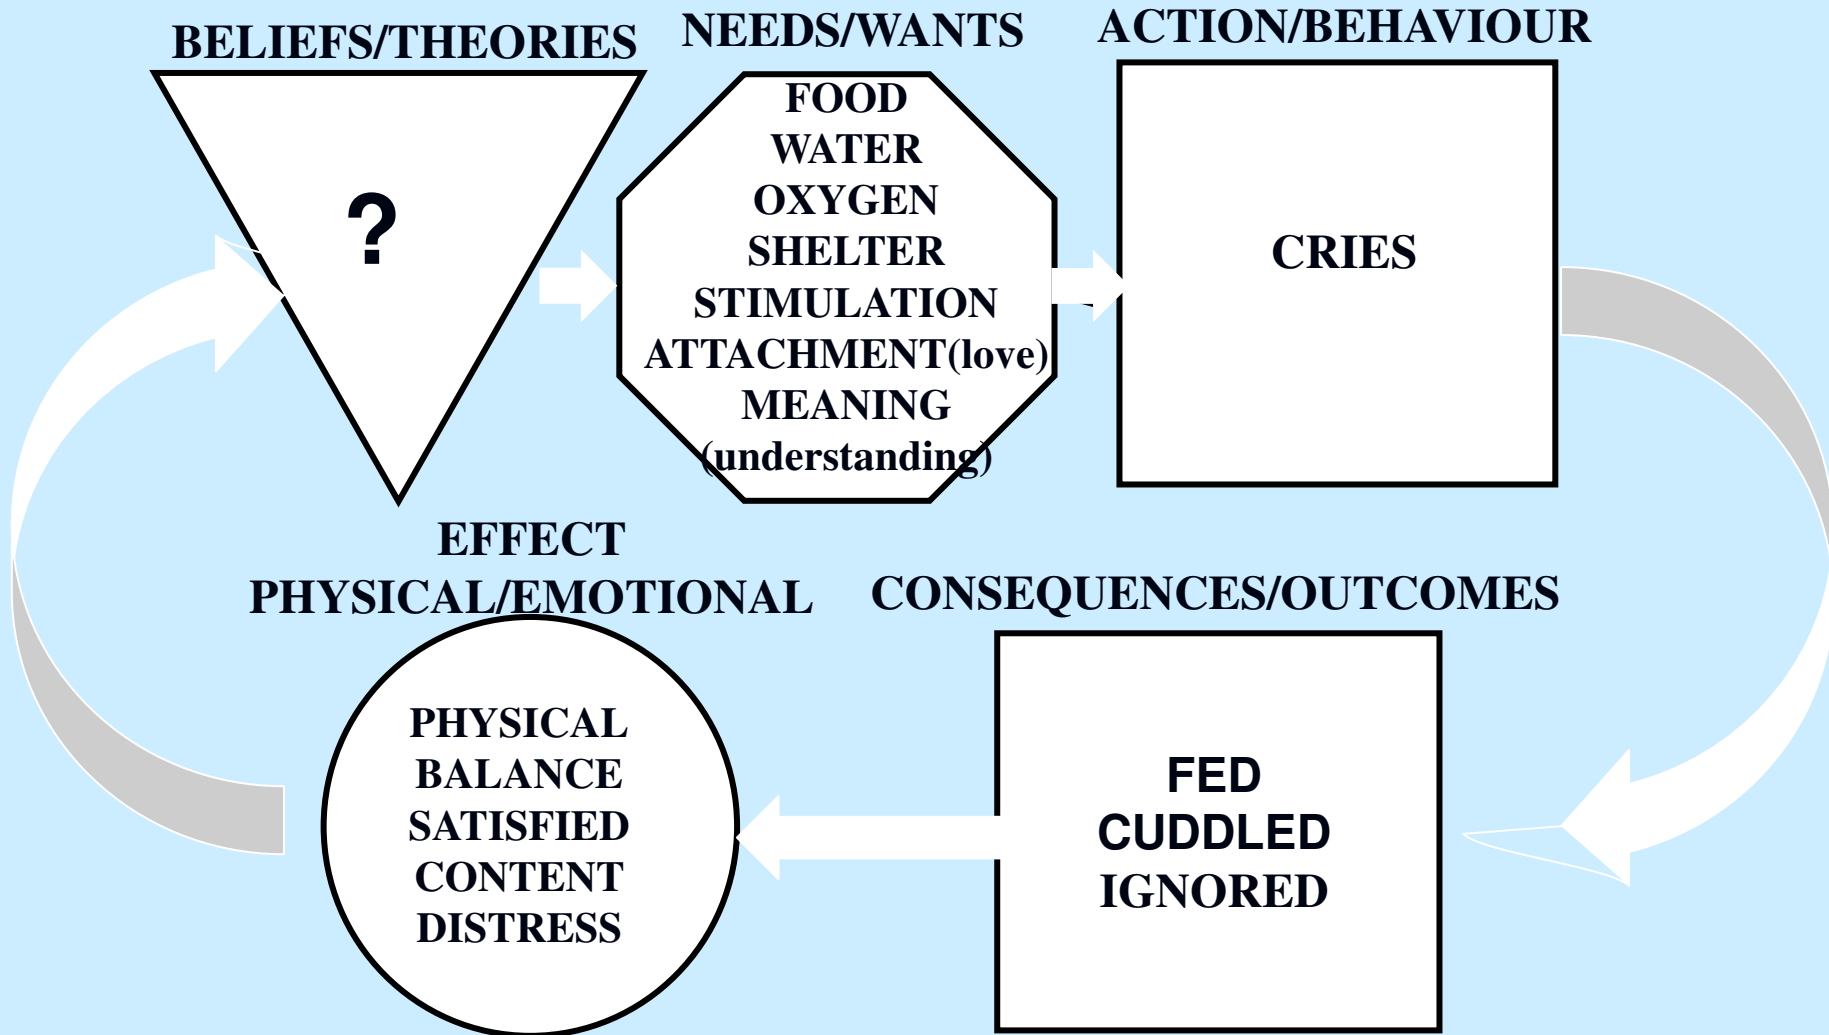 BELIEFS/THEORIES
?
NEEDS/WANTS
FOOD
WATER
OXYGEN
SHELTER
STIMULATION
ATTACHMENT(love)
MEANING
(understanding)
ACTION/BEHAVIOUR
CRIES
EFFECT
PHYSICAL/EMOTIONAL
PHYSICAL
BALANCE
SATISFIED
CONTENT
DISTRESS
CONSEQUENCES/OUTCOMES
FED
CUDDLED
IGNORED